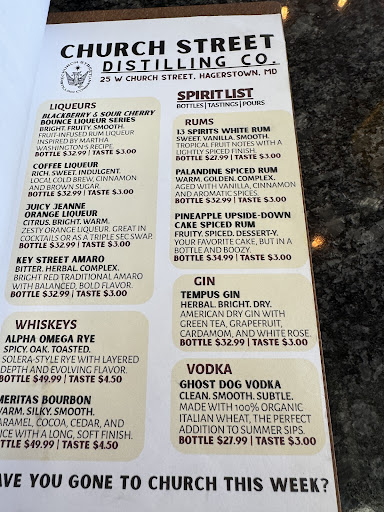 CHURCH STREET
DISTILLING CO.
25 W CHURCH STREET, HAGERSTOWN, MD
SPIRIT LIST
BOTTLES | TASTINGS | POURS
LIQUEURS
BLACKBERRY & SOUR CHERRY
BOUNCE LIQUEUR SERIES
BRIGHT. FRUITY. SMOOTH.
FRUIT-INFUSED RUM LIQUEUR
INSPIRED BY MARTHA
WASHINGTON'S RECIPE.
BOTTLE $32.99 | TASTE $3.00
COFFEE LIQUEUR
RICH. SWEET. INDULGENT.
LOCAL COLD BREW, CINNAMON
AND BROWN SUGAR.
BOTTLE $32.99 | TASTE $3.00
JUICY JEANNE
ORANGE LIQUEUR
CITRUS. BRIGHT. WARM.
ZESTY ORANGE LIQUEUR. GREAT IN
COCKTAILS OR AS A TRIPLE SEC SWAP.
BOTTLE $32.99 | TASTE $3.00
KEY STREET AMARO
BITTER. HERBAL. COMPLEX.
BRIGHT RED TRADITIONAL AMARO
WITH BALANCED, BOLD FLAVOR.
BOTTLE $32.99 | TASTE $3.00
WHISKEYS
ALPHA OMEGA RYE
SPICY. OAK. TOASTED.
SOLERA-STYLE RYE WITH LAYERED
DEPTH AND EVOLVING FLAVOR.
BOTTLE $49.99 | TASTE $4.50
MERITAS BOURBON
WARM. SILKY. SMOOTH.
CARAMEL, COCOA, CEDAR, AND
SPICE WITH A LONG, SOFT FINISH.
BOTTLE $49.99 | TASTE $4.50
RUMS
13 SPIRITS WHITE RUM
SWEET. VANILLA. SMOOTH.
TROPICAL FRUIT NOTES WITH A
LIGHTLY SPICED FINISH.
BOTTLE $27.99 | TASTE $3.00
PALANDINE SPICED RUM
WARM. GOLDEN. COMPLEX.
AGED WITH VANILLA, CINNAMON
AND AROMATIC SPICES.
BOTTLE $32.99 | TASTE $3.00
PINEAPPLE UPSIDE-DOWN
CAKE SPICED RUM
FRUITY. SPICED. DESSERT-Y.
YOUR FAVORITE CAKE, BUT IN A
BOTTLE AND BOOZY.
BOTTLE $34.99 | TASTE $3.00
GIN
TEMPUS GIN
HERBAL. BRIGHT. DRY.
AMERICAN DRY GIN WITH
GREEN TEA, GRAPEFRUIT,
CARDAMOM, AND WHITE ROSE.
BOTTLE $32.99 | TASTE $3.00
VODKA
GHOST DOG VODKA
CLEAN. SMOOTH. SUBTLE.
MADE WITH 100% ORGANIC
ITALIAN WHEAT, THE PERFECT
ADDITION TO SUMMER SIPS.
BOTTLE $27.99 | TASTE $3.00
AVE YOU GONE TO CHURCH THIS WEEK?